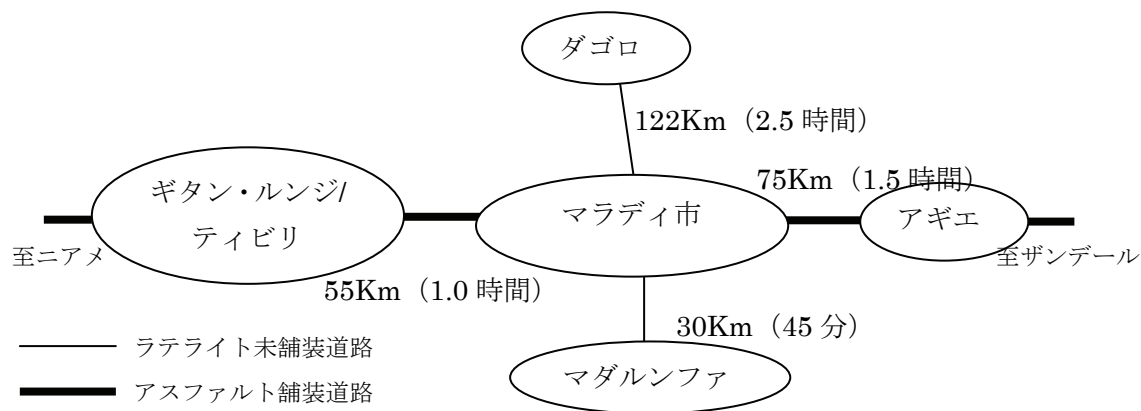 ダゴロ
122Km（2.5 時間）
ギタン・ルンジ/
ティビリ
マラディ市
75Km（1.5 時間）
アギエ
至ニアメ
至ザンデール
55Km（1.0 時間）
30Km（45 分）
マダルンファ
ラテライト未舗装道路
アスファルト舗装道路